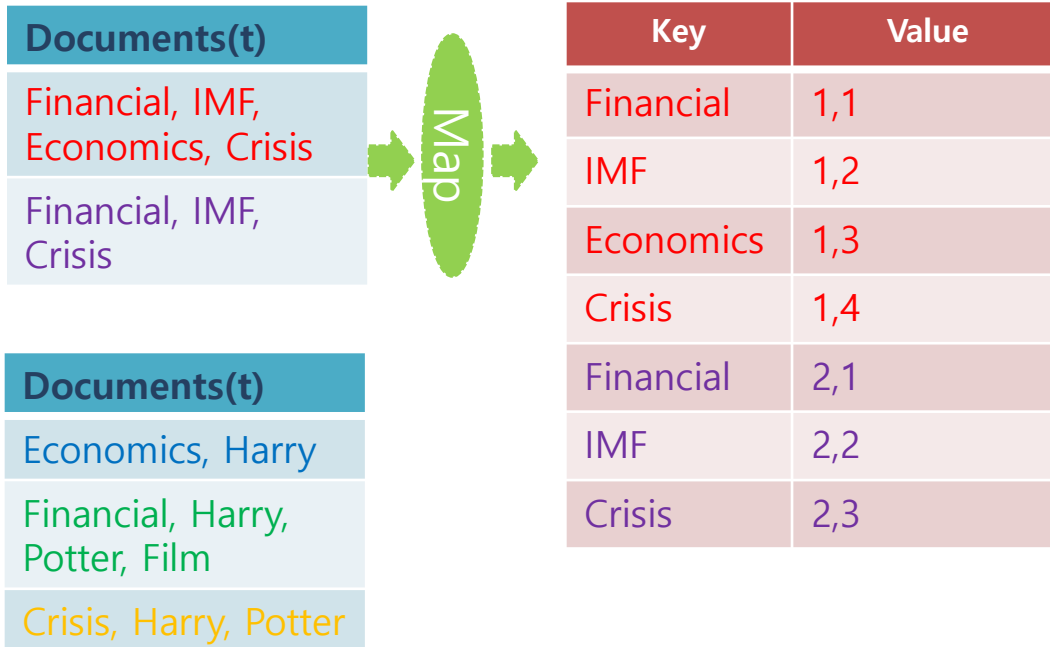 Documents(t)
Financial, IMF,
Economics, Crisis
Financial, IMF,
Crisis
Map
Key Value
Financial 1,1
IMF 1,2
Economics 1,3
Crisis 1,4
Financial 2,1
IMF 2,2
Crisis 2,3
Documents(t)
Economics, Harry
Financial, Harry,
Potter, Film
Crisis, Harry, Potter